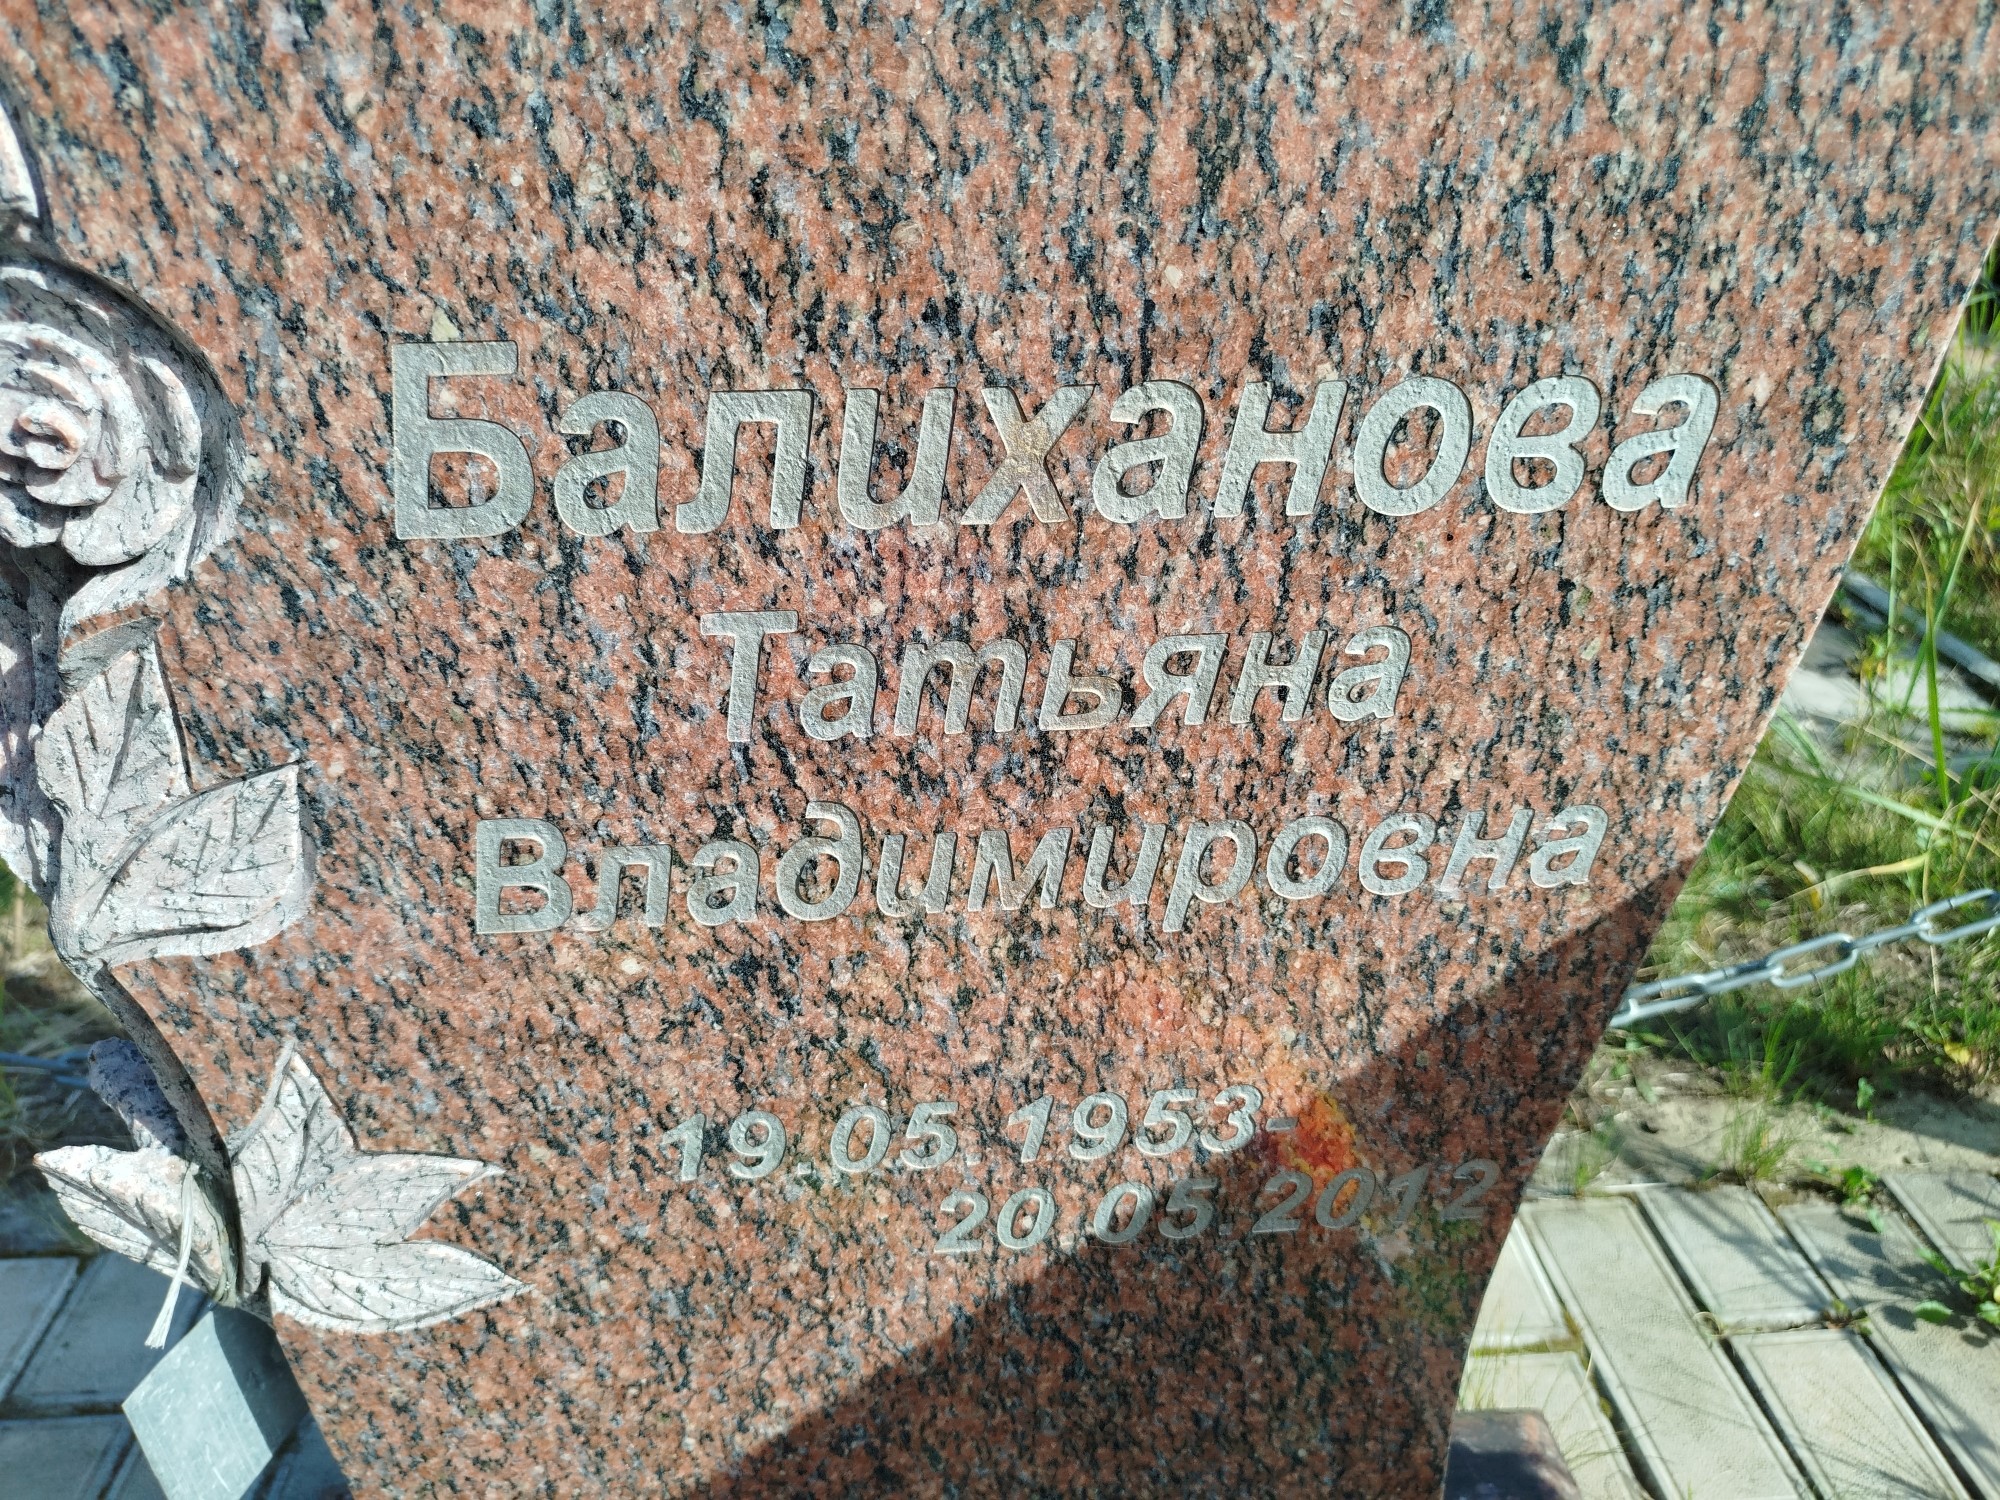 Балиханова
Татьяна
Владимировна
19.05.1953-
20.05.2012